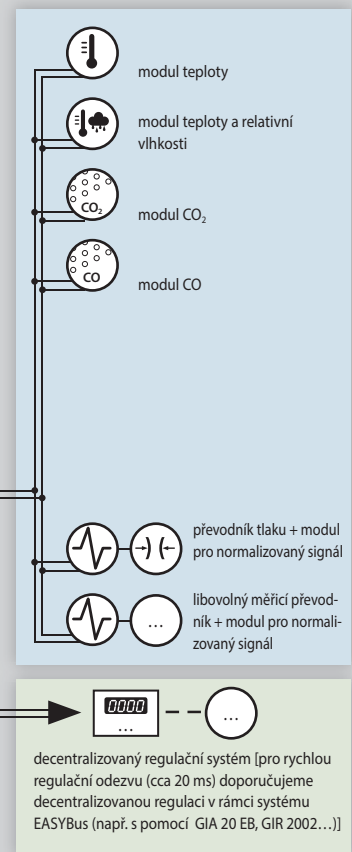 modul teploty
modul teploty a relativní
vlhkosti
CO₂
modul CO₂
CO
modul CO
převodník tlaku + modul
pro normalizovaný signál
libovolný měřicí převod-
ník + modul pro normali-
zovaný signál
...
0000
...
...
decentralizovaný regulační systém [pro rychlou
regulační odezvu (cca 20 ms) doporučujeme
decentralizovanou regulaci v rámci systému
EASYBus (např. s pomocí GIA 20 EB, GIR 2002…)]